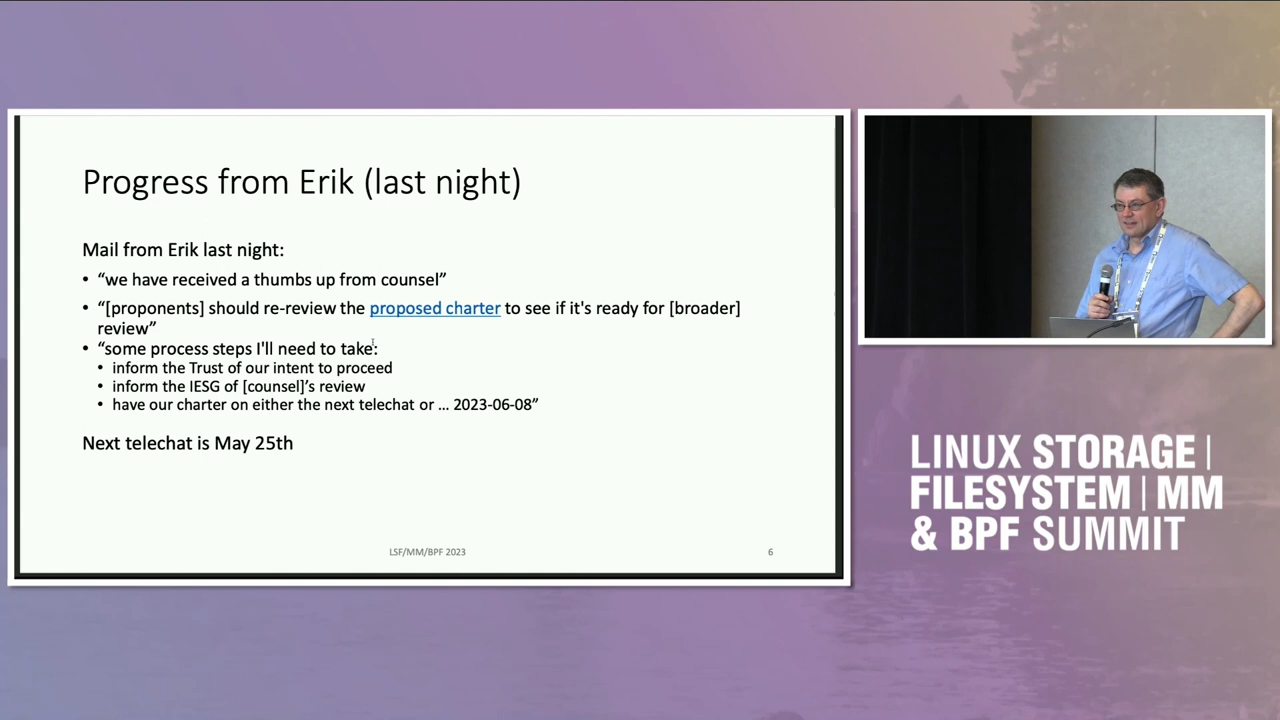 Progress from Erik (last night)
Mail from Erik last night:
• “we have received a thumbs up from counsel”
• “[proponents] should re-review the proposed charter to see if it's ready for [broader]
review”
• “some process steps I'll need to take:
• inform the Trust of our intent to proceed
• inform the IESG of [counsel]’s review
• have our charter on either the next telechat or … 2023-06-08”
Next telechat is May 25th
LSF/MM/BPF 2023
6
LINUX STORAGE |
FILESYSTEM | MM
& BPF SUMMIT